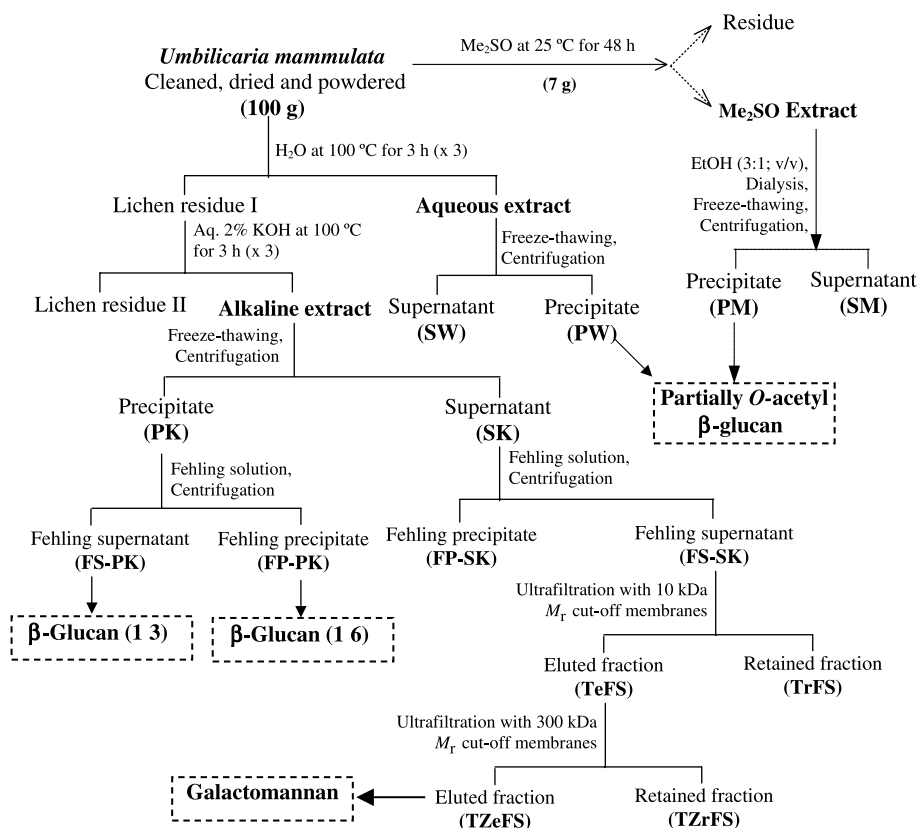 Umbilicaria mammulata
Cleaned, dried and powdered
(100 g)
Me₂SO at 25 ºC for 48 h
(7 g)
Residue
Me₂SO Extract
H₂O at 100 ºC for 3 h (x 3)
EtOH (3:1; v/v),
Dialysis,
Freeze-thawing,
Centrifugation,
Lichen residue I
Aqueous extract
Aq. 2% KOH at 100 ºC
for 3 h (x 3)
Freeze-thawing,
Centrifugation
Precipitate
(PM)
Supernatant
(SM)
Lichen residue II
Alkaline extract
Supernatant
(SW)
Precipitate
(PW)
Freeze-thawing,
Centrifugation
Partially O-acetyl
β-glucan
Precipitate
(PK)
Supernatant
(SK)
Fehling solution,
Centrifugation
Fehling solution,
Centrifugation
Fehling supernatant
(FS-PK)
Fehling precipitate
(FP-PK)
Fehling precipitate
(FP-SK)
Fehling supernatant
(FS-SK)
β-Glucan (1 3)
β-Glucan (1 6)
Ultrafiltration with 10 kDa
Mᵣ cut-off membranes
Eluted fraction
(TeFS)
Retained fraction
(TrFS)
Ultrafiltration with 300 kDa
Mᵣ cut-off membranes
Galactomannan
Eluted fraction
(TZeFS)
Retained fraction
(TZrFS)